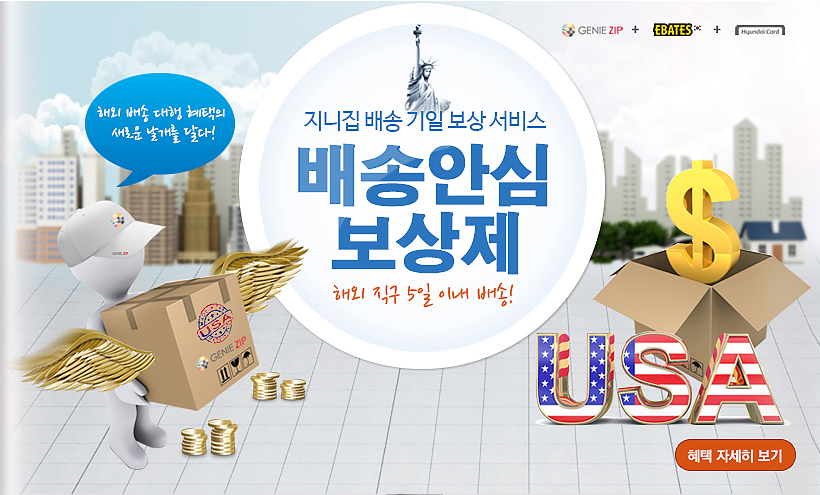 GENIE ZIP + EBATES + Hyundai Card
해외 배송 대행 혜택의
새로운 날개를 달다!
지니집 배송 기일 보상 서비스
배송안심
보상제
해외 직구 5일 이내 배송!
GENIE ZIP
USA
GENIE ZIP
USA
혜택 자세히 보기